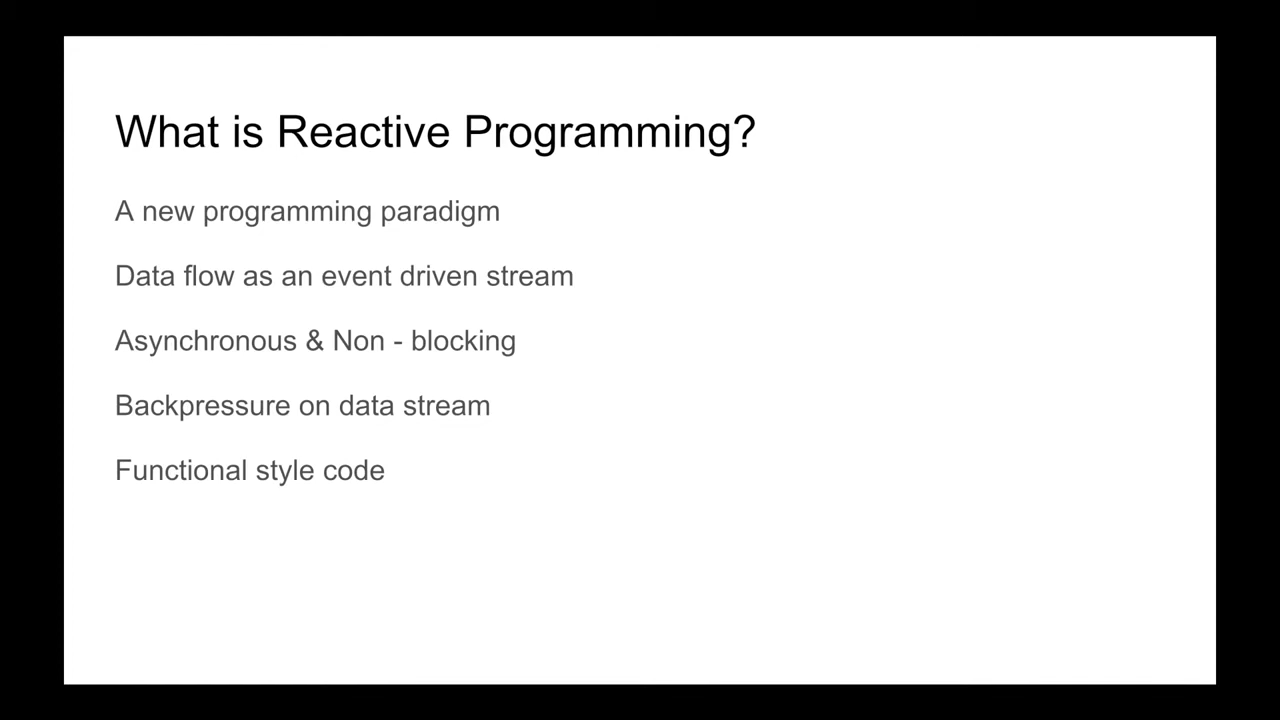 What is Reactive Programming?
A new programming paradigm
Data flow as an event driven stream
Asynchronous & Non - blocking
Backpressure on data stream
Functional style code